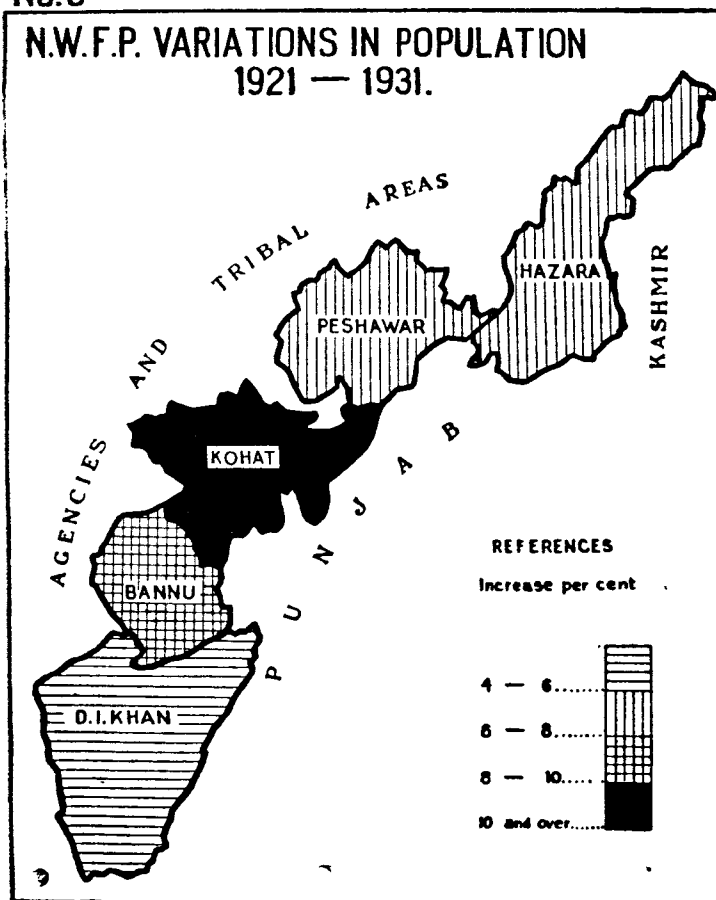 N.W.F.P. VARIATIONS IN POPULATION
1921 — 1931.
AGENCIES AND TRIBAL AREAS
HAZARA
KASHMIR
PESHAWAR
KOHAT
PUNJAB
BANNU
D.I.KHAN
REFERENCES
Increase per cent
4 — 6
6 — 8
8 — 10
10 and over